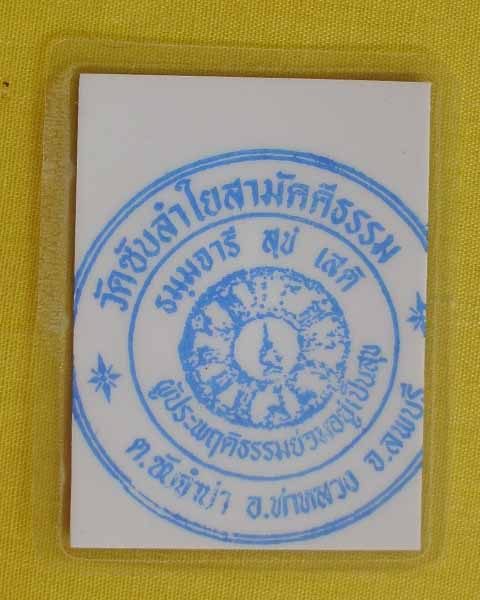 วัดซับลำใยสามัคคีธรรม
ธมฺมจารี สุขํ เสติ
ผู้ประพฤติธรรมย่อมอยู่เป็นสุข
ต.ซับจำปา อ.ท่าหลวง จ.ลพบุรี